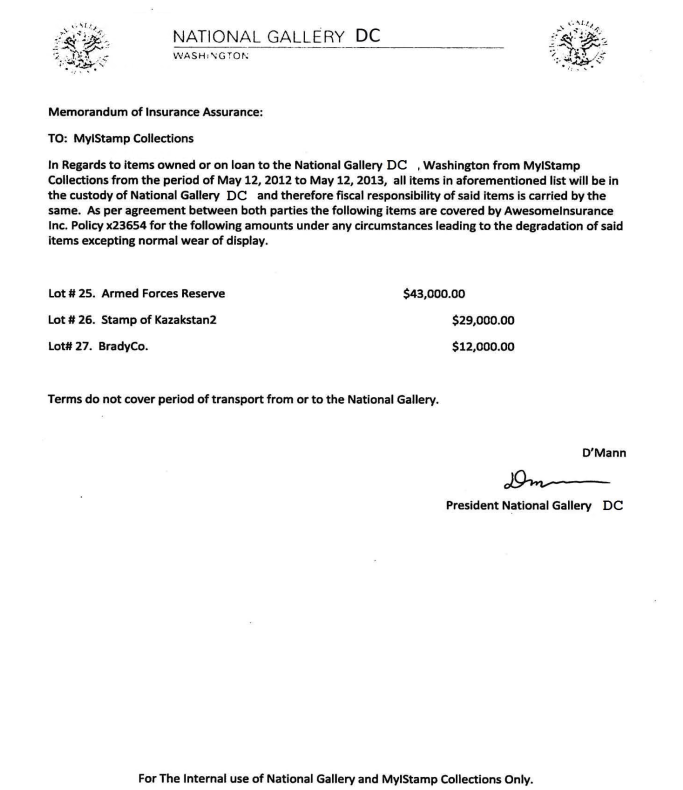 NATIONAL GALLERY DC
WASHINGTON
Memorandum of Insurance Assurance:
TO: MylStamp Collections
In Regards to items owned or on loan to the National Gallery DC , Washington from MylStamp
Collections from the period of May 12, 2012 to May 12, 2013, all items in aforementioned list will be in
the custody of National Gallery DC and therefore fiscal responsibility of said items is carried by the
same. As per agreement between both parties the following items are covered by AwesomeInsurance
Inc. Policy x23654 for the following amounts under any circumstances leading to the degradation of said
items excepting normal wear of display.
Lot # 25. Armed Forces Reserve $43,000.00
Lot # 26. Stamp of Kazakstan2 $29,000.00
Lot# 27. BradyCo. $12,000.00
Terms do not cover period of transport from or to the National Gallery.
D'Mann
President National Gallery DC
For The Internal use of National Gallery and MylStamp Collections Only.